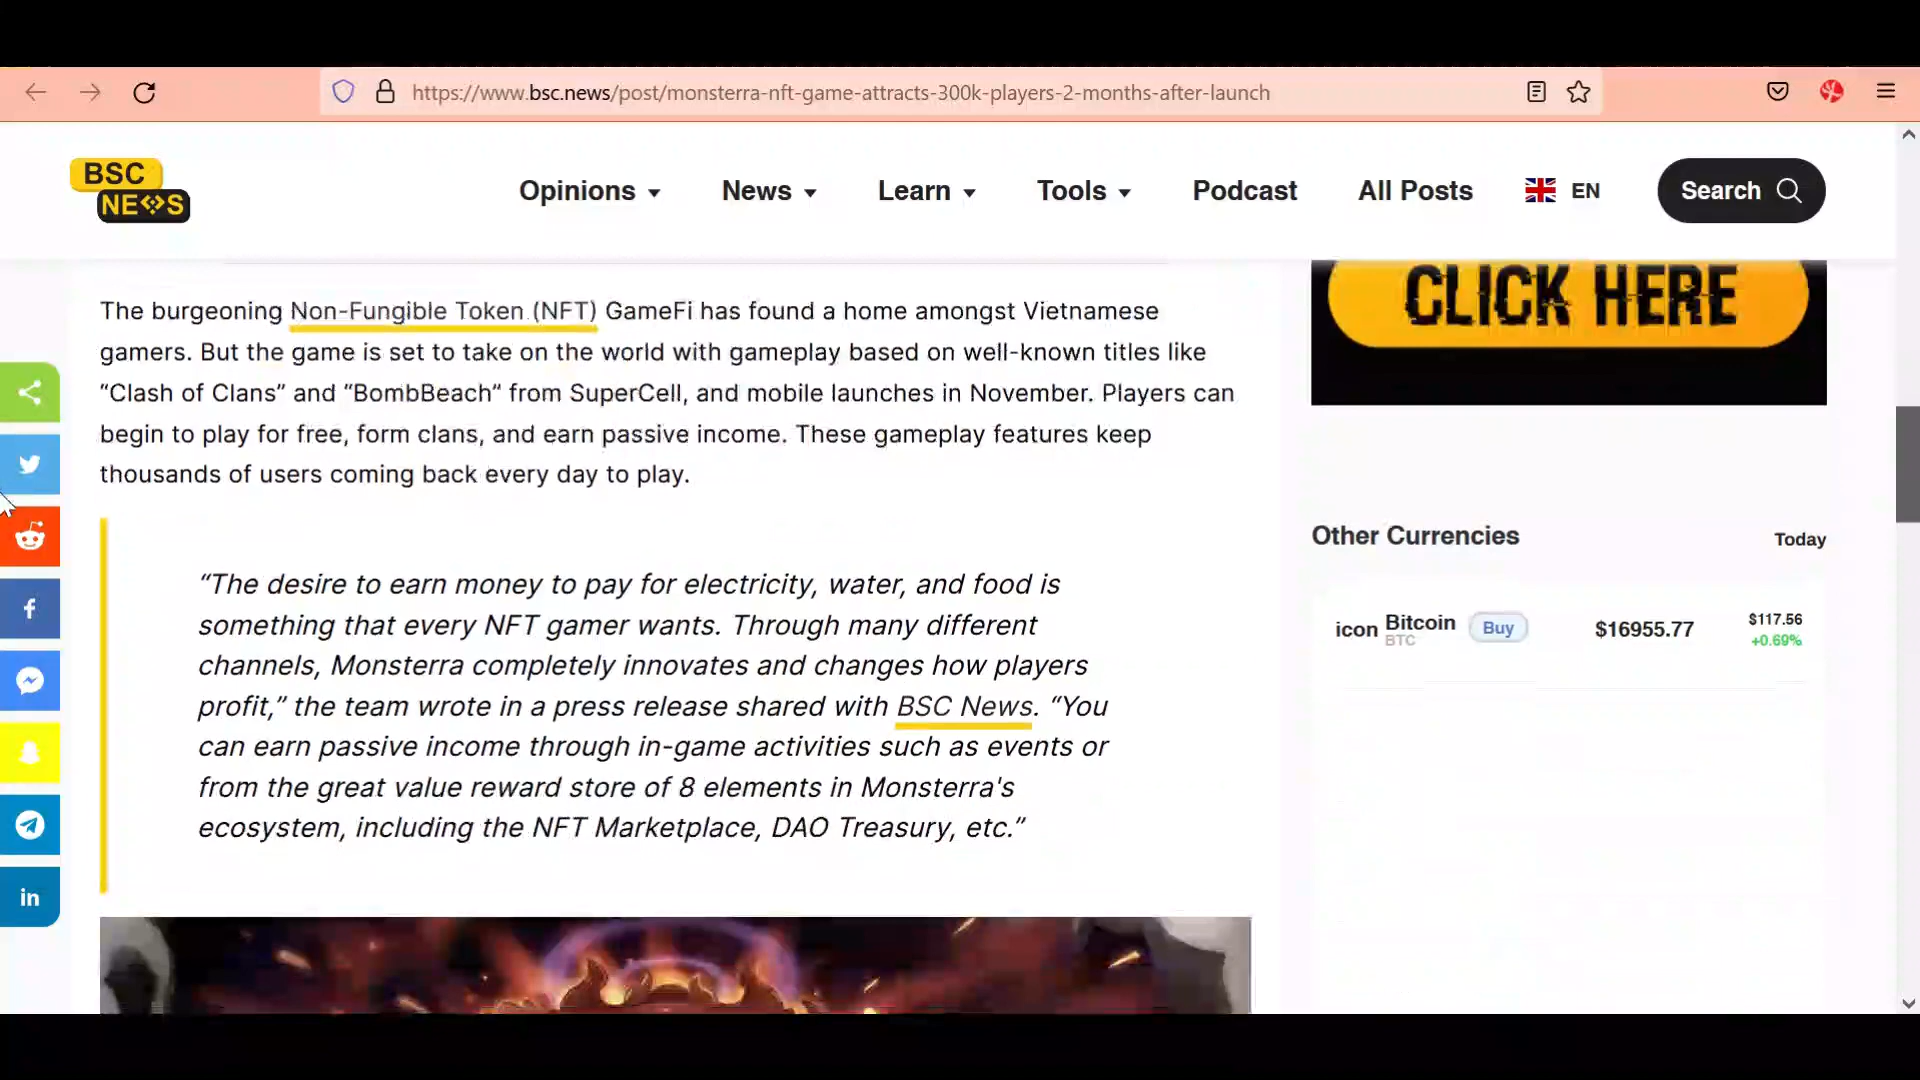 https://www.bsc.news/post/monsterra-nft-game-attracts-300k-players-2-months-after-launch
BSC
NEWS
Opinions
News
Learn
Tools
Podcast
All Posts
EN
Search
The burgeoning Non-Fungible Token (NFT) GameFi has found a home amongst Vietnamese
gamers. But the game is set to take on the world with gameplay based on well-known titles like
“Clash of Clans” and “BombBeach” from SuperCell, and mobile launches in November. Players can
begin to play for free, form clans, and earn passive income. These gameplay features keep
thousands of users coming back every day to play.
“The desire to earn money to pay for electricity, water, and food is
something that every NFT gamer wants. Through many different
channels, Monsterra completely innovates and changes how players
profit,” the team wrote in a press release shared with BSC News. “You
can earn passive income through in-game activities such as events or
from the great value reward store of 8 elements in Monsterra's
ecosystem, including the NFT Marketplace, DAO Treasury, etc.”
CLICK HERE
Other Currencies
Today
icon Bitcoin Buy $16955.77 $117.56
BTC +0.69%
f
in